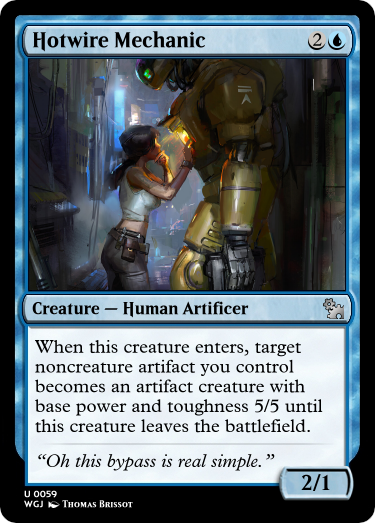 Hotwire Mechanic 2
Creature — Human Artificer
When this creature enters, target
noncreature artifact you control
becomes an artifact creature with
base power and toughness 5/5 until
this creature leaves the battlefield.
“Oh this bypass is real simple.”
2/1
U 0059
WGJ Thomas Brissot